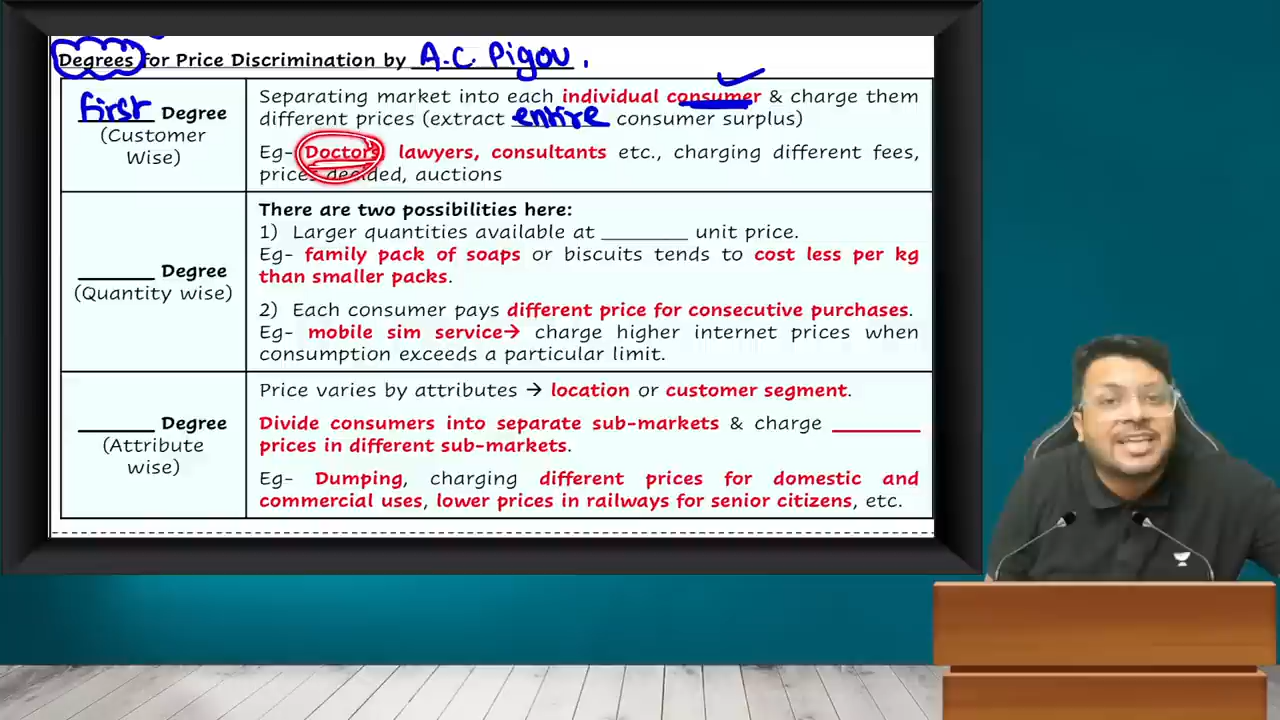 Degrees for Price Discrimination by A.C. Pigou.
First Degree
(Customer
Wise)
Separating market into each individual consumer & charge them
different prices (extract entire consumer surplus)
Eg- Doctors lawyers, consultants etc., charging different fees,
prices decided, auctions
________ Degree
(Quantity wise)
There are two possibilities here:
1) Larger quantities available at ________ unit price.
Eg- family pack of soaps or biscuits tends to cost less per kg
than smaller packs.
2) Each consumer pays different price for consecutive purchases.
Eg- mobile sim service→ charge higher internet prices when
consumption exceeds a particular limit.
________ Degree
(Attribute
wise)
Price varies by attributes → location or customer segment.
Divide consumers into separate sub-markets & charge ________
prices in different sub-markets.
Eg- Dumping, charging different prices for domestic and
commercial uses, lower prices in railways for senior citizens, etc.